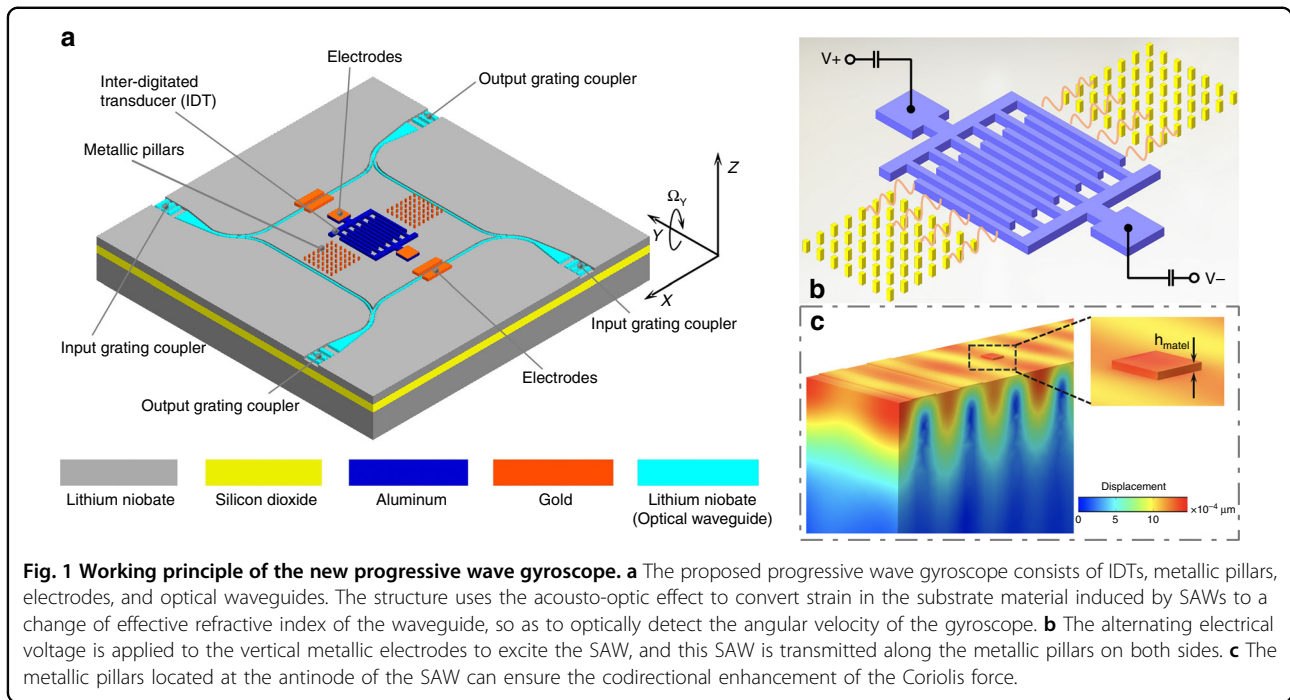 a
Electrodes
Inter-digitated
transducer (IDT)
Output grating coupler
Metallic pillars
Z
Ω_Y
Y
X
Input grating coupler
Input grating coupler
Electrodes
Output grating coupler
Lithium niobate
Silicon dioxide
Aluminum
Gold
Lithium niobate
(Optical waveguide)
V+
V–
b
c
h_matel
Displacement
0 5 10 ×10⁻⁴ μm
Fig. 1 Working principle of the new progressive wave gyroscope. a The proposed progressive wave gyroscope consists of IDTs, metallic pillars,
electrodes, and optical waveguides. The structure uses the acousto-optic effect to convert strain in the substrate material induced by SAWs to a
change of effective refractive index of the waveguide, so as to optically detect the angular velocity of the gyroscope. b The alternating electrical
voltage is applied to the vertical metallic electrodes to excite the SAW, and this SAW is transmitted along the metallic pillars on both sides. c The
metallic pillars located at the antinode of the SAW can ensure the codirectional enhancement of the Coriolis force.